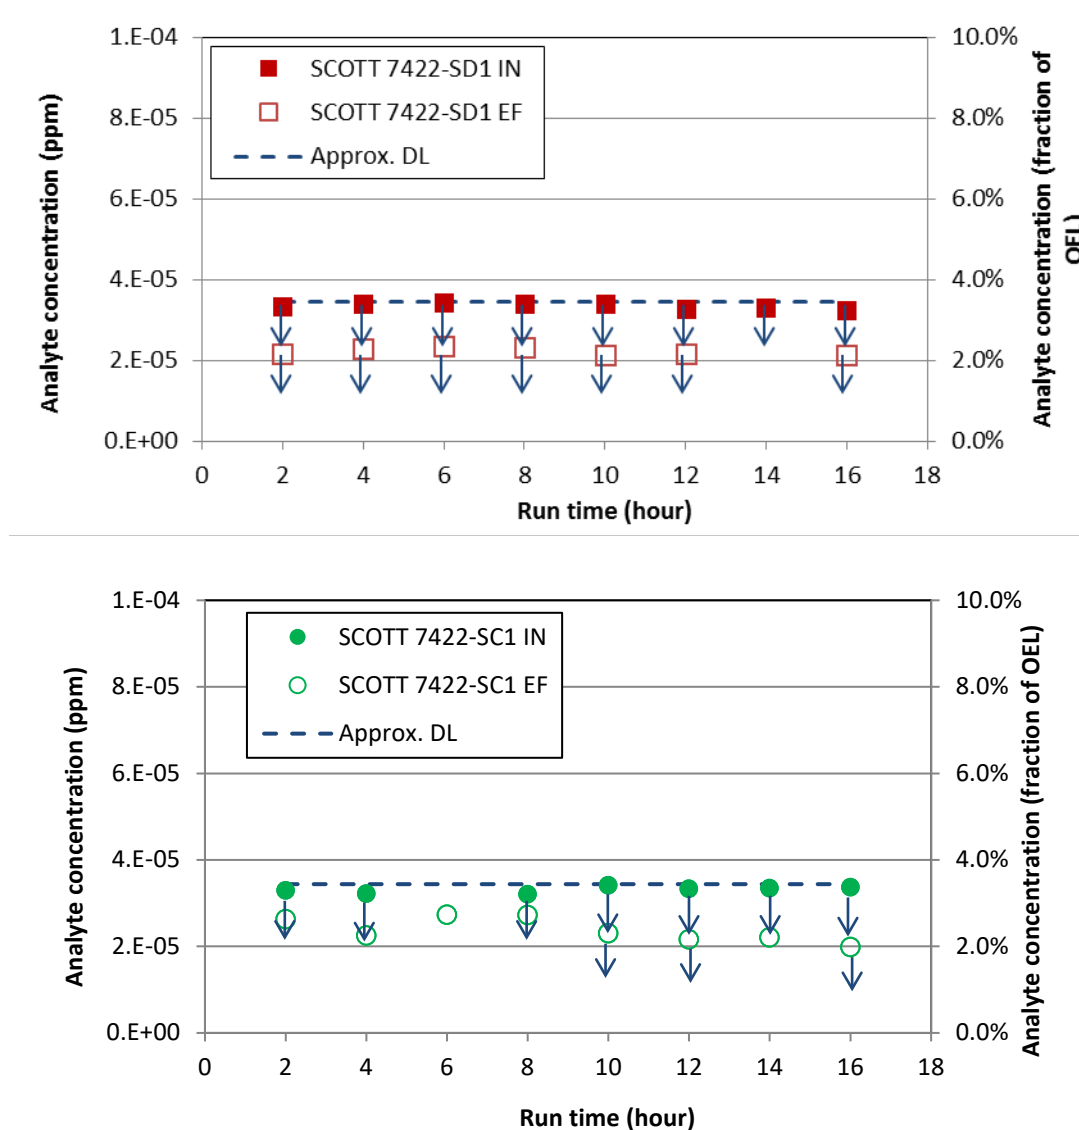 1.E-04
8.E-05
6.E-05
4.E-05
2.E-05
0.E+00
Analyte concentration (ppm)
SCOTT 7422-SD1 IN
SCOTT 7422-SD1 EF
Approx. DL
10.0%
8.0%
6.0%
4.0%
2.0%
0.0%
Analyte concentration (fraction of
OEL)
0 2 4 6 8 10 12 14 16 18
Run time (hour)
1.E-04
8.E-05
6.E-05
4.E-05
2.E-05
0.E+00
Analyte concentration (ppm)
SCOTT 7422-SC1 IN
SCOTT 7422-SC1 EF
Approx. DL
10.0%
8.0%
6.0%
4.0%
2.0%
0.0%
Analyte concentration (fraction of OEL)
0 2 4 6 8 10 12 14 16 18
Run time (hour)